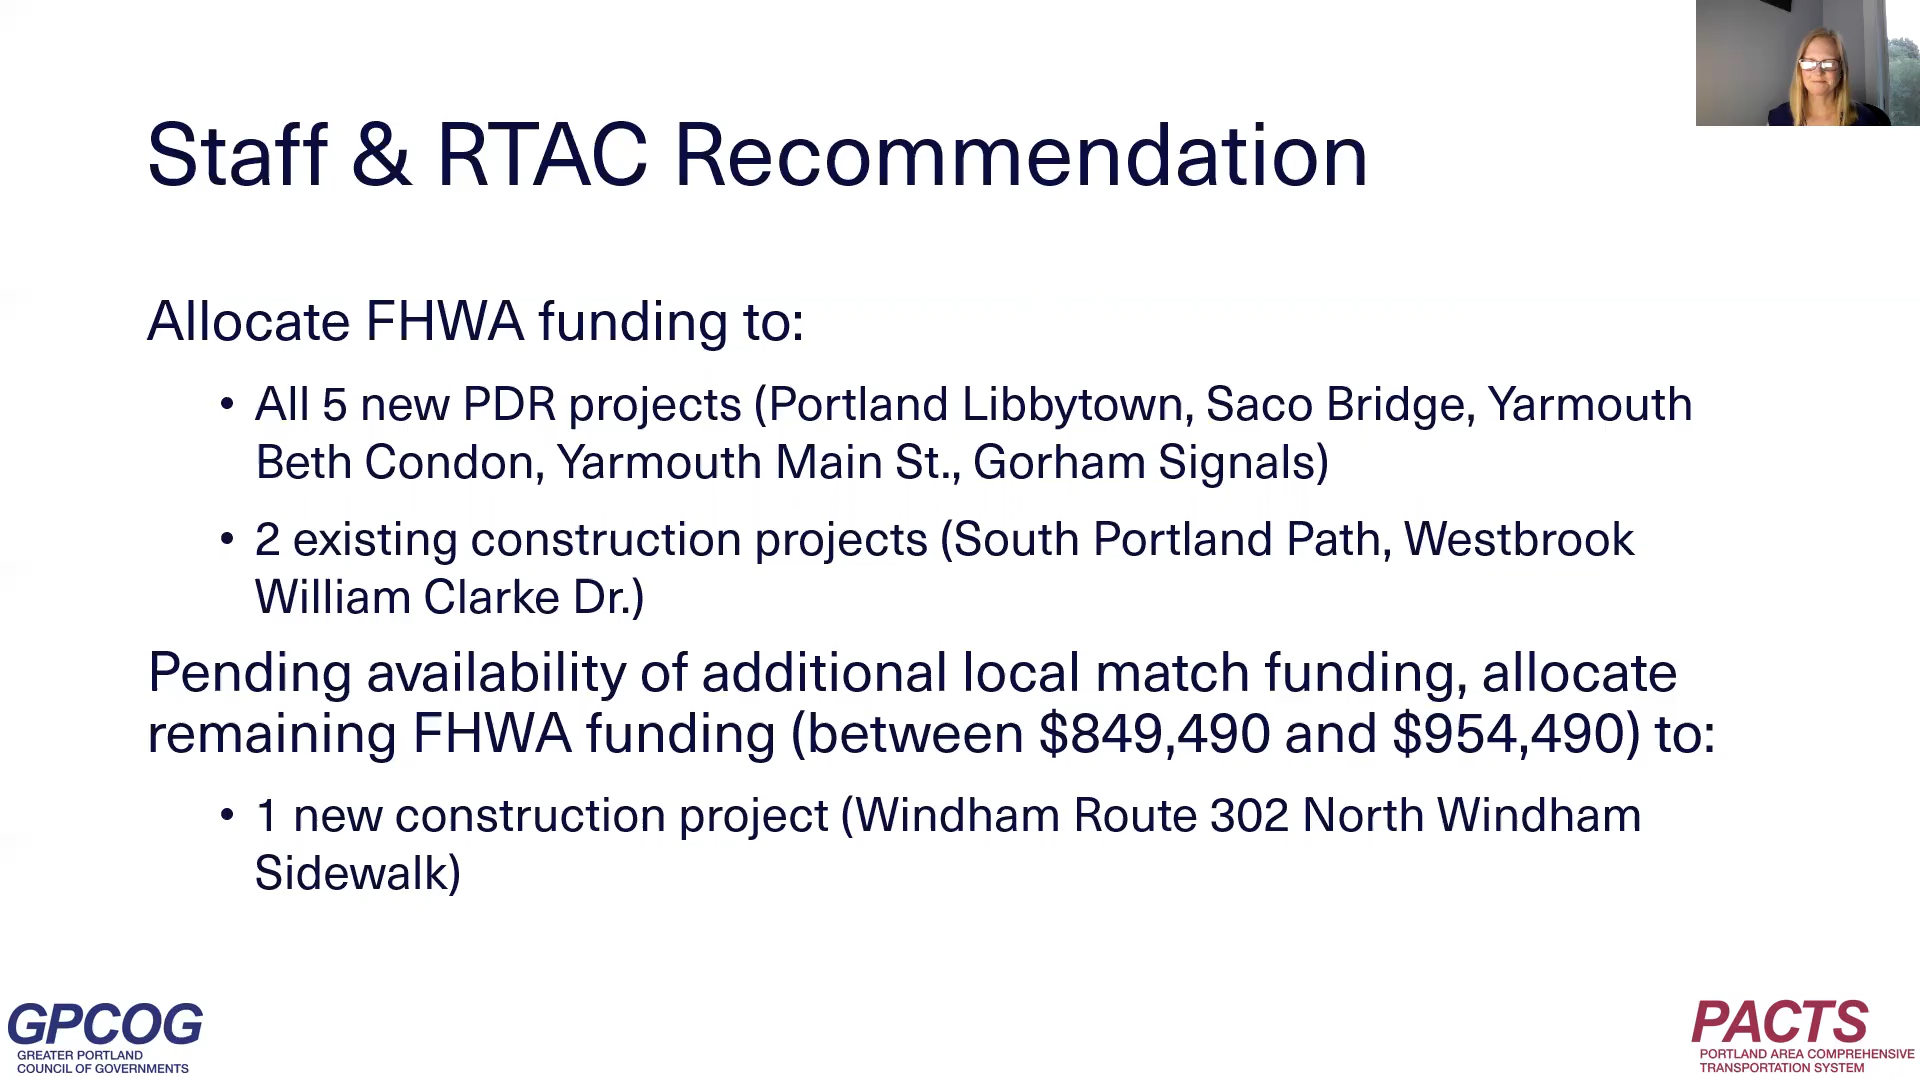 Staff & RTAC Recommendation
Allocate FHWA funding to:
• All 5 new PDR projects (Portland Libbytown, Saco Bridge, Yarmouth
Beth Condon, Yarmouth Main St., Gorham Signals)
• 2 existing construction projects (South Portland Path, Westbrook
William Clarke Dr.)
Pending availability of additional local match funding, allocate
remaining FHWA funding (between $849,490 and $954,490) to:
• 1 new construction project (Windham Route 302 North Windham
Sidewalk)
GPCOG
GREATER PORTLAND
COUNCIL OF GOVERNMENTS
PACTS
PORTLAND AREA COMPREHENSIVE
TRANSPORTATION SYSTEM